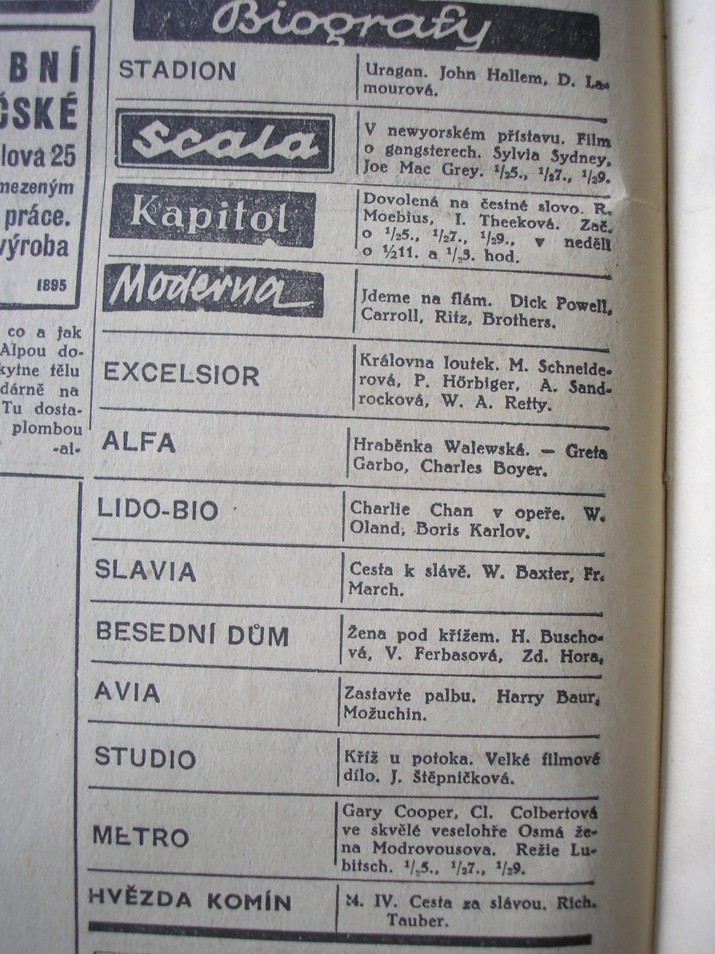 BNÍ
ČSKÉ
lova 25
mezeným
práce.
výroba
1895
co a jak
Alpou do-
kytne tělu
dárně na
Tu dosta-
plombou
-al-
Biografy
STADION
Uragan. John Hallem, D. La-
mourová.
Scala
V newyorském přístavu. Film
o gangsterech. Sylvia Sydney,
Joe Mac Grey. ½5., ½7., ½9.
Kapitol
Dovolená na čestné slovo. R.
Moebius, I. Theeková. Zač.
o ½5., ½7., ½9., v neděli
o ½11. a ½3. hod.
Moderna
Jdeme na flám. Dick Powell,
Carroll, Ritz, Brothers.
EXCELSIOR
Královna loutek. M. Schneide-
rová, P. Hörbiger, A. Sand-
rocková, W. A. Retty.
ALFA
Hraběnka Walewská. — Greta
Garbo, Charles Boyer.
LIDO-BIO
Charlie Chan v opeře. W.
Oland, Boris Karlov.
SLAVIA
Cesta k slávě. W. Baxter, Fr.
March.
BESEDNÍ DŮM
Žena pod křížem. H. Buscho-
vá, V. Ferbasová, Zd. Hora,
AVIA
Zastavte palbu. Harry Baur,
Možuchin.
STUDIO
Kříž u potoka. Velké filmové
dílo. J. Štěpničková.
METRO
Gary Cooper, Cl. Colbertová
ve skvělé veselohře Osmá že-
na Modrovousova. Režie Lu-
bitsch. ½5., ½7., ½9.
HVĚZDA KOMÍN
IV. Cesta za slávou. Rich.
Tauber.